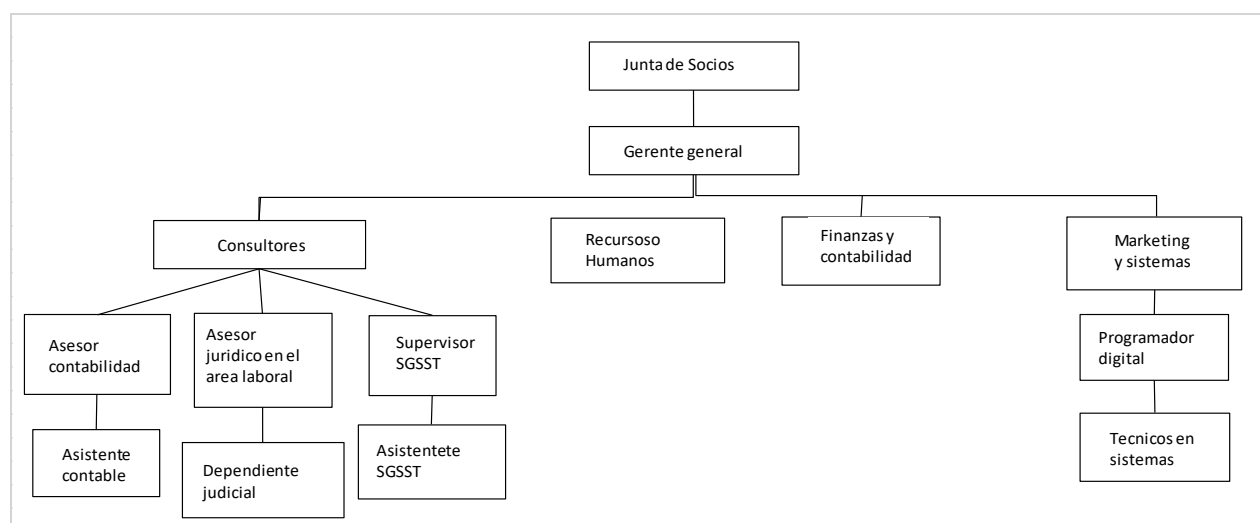 Junta de Socios
Gerente general
Consultores
Recursoso
Humanos
Finanzas y
contabilidad
Marketing
y sistemas
Asesor
contabilidad
Asesor
juridico en el
area laboral
Supervisor
SGSST
Programador
digital
Asistente
contable
Dependiente
judicial
Asistentete
SGSST
Tecnicos en
sistemas